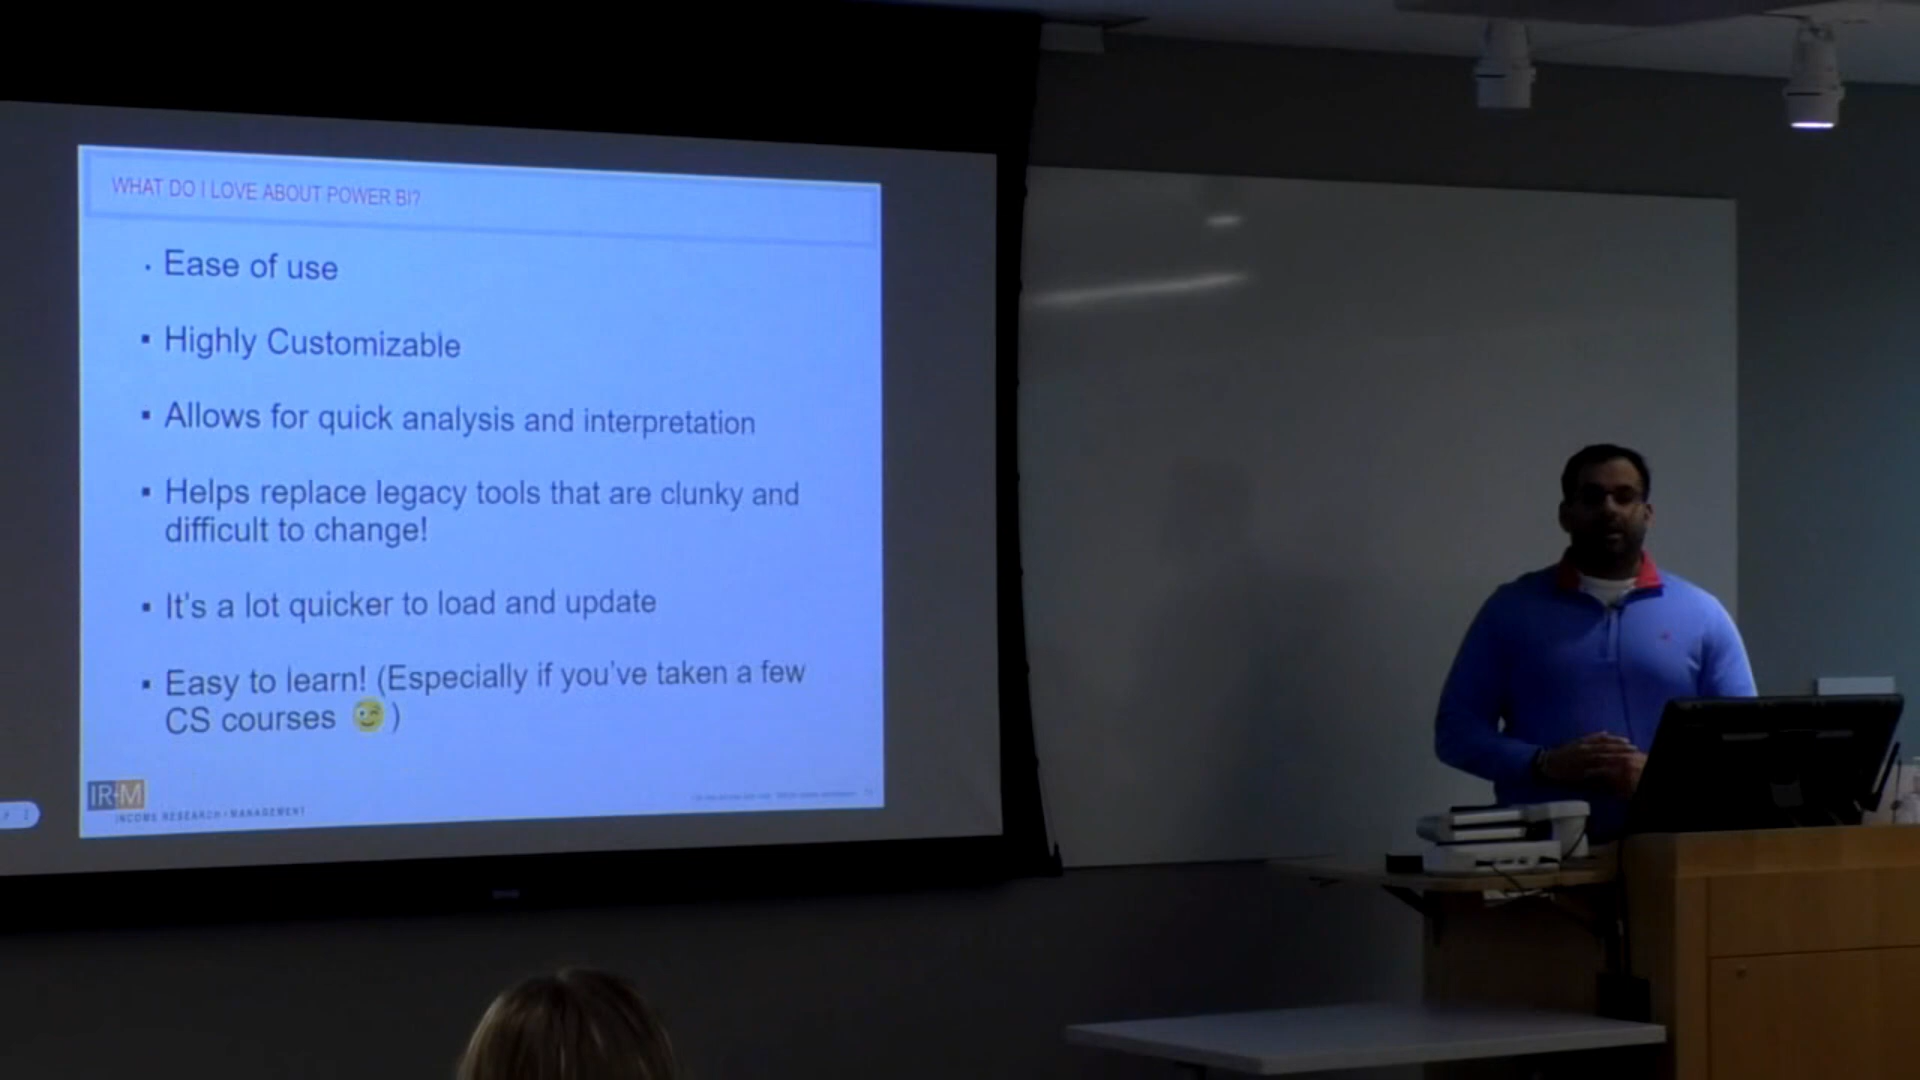 WHAT DO I LOVE ABOUT POWER BI?
· Ease of use
▪ Highly Customizable
▪ Allows for quick analysis and interpretation
▪ Helps replace legacy tools that are clunky and
difficult to change!
▪ It's a lot quicker to load and update
▪ Easy to learn! (Especially if you've taken a few
CS courses 😉)
IR+M
INCOME RESEARCH + MANAGEMENT